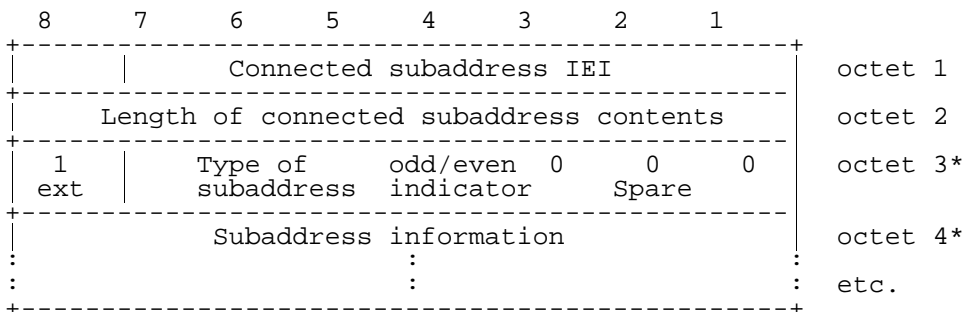 8 7 6 5 4 3 2 1
Connected subaddress IEI octet 1
Length of connected subaddress contents octet 2
1 Type of odd/even 0 0 0 octet 3*
ext subaddress indicator Spare
Subaddress information octet 4*
: : :
: : : etc.